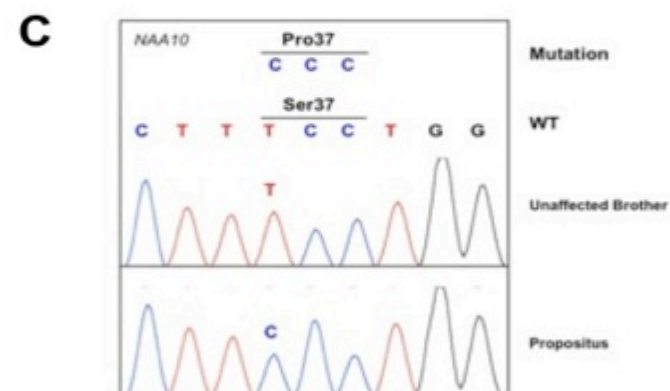 C
NAA10 Pro37
C C C Mutation
Ser37
C T T T C C T G G WT
T
Unaffected Brother
C
Propositus